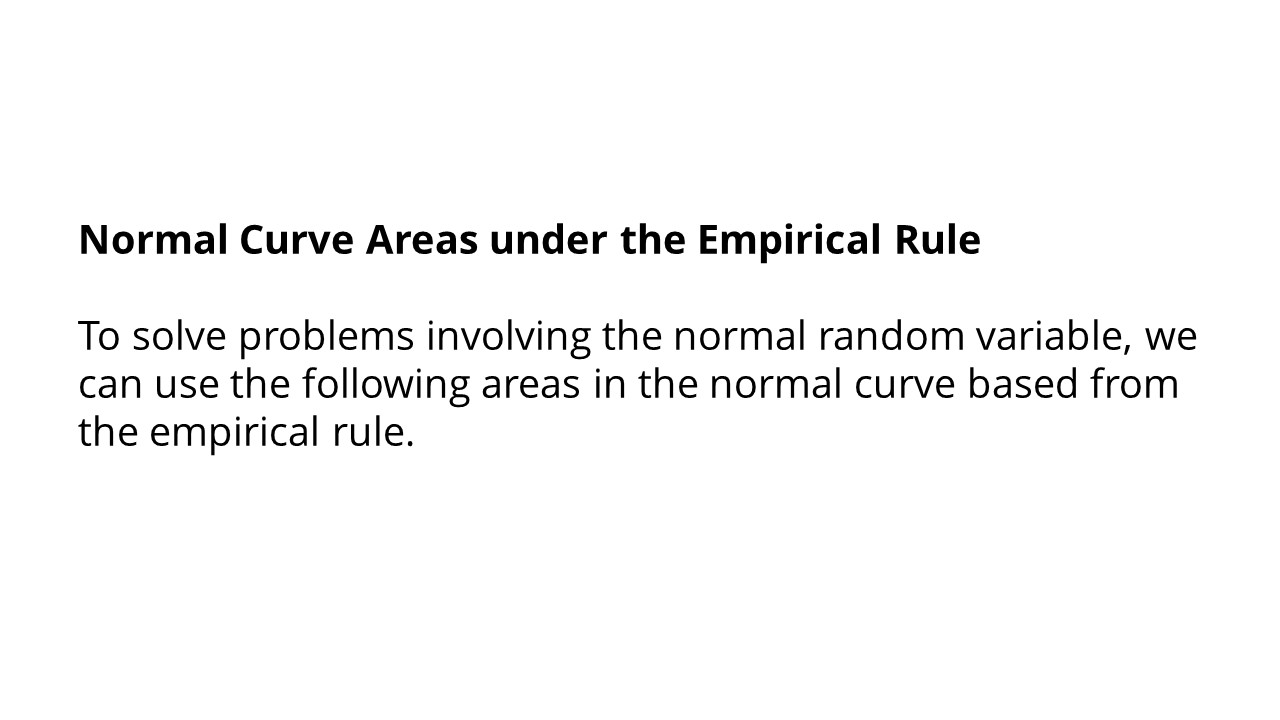 Normal Curve Areas under the Empirical Rule
To solve problems involving the normal random variable, we
can use the following areas in the normal curve based from
the empirical rule.